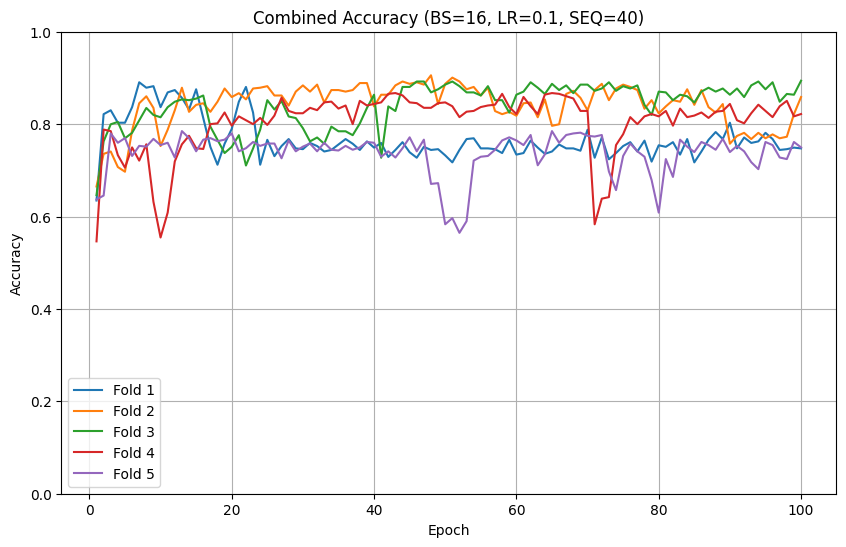 Combined Accuracy (BS=16, LR=0.1, SEQ=40)
1.0
0.8
0.6
0.4
0.2
0.0
Accuracy
Fold 1
Fold 2
Fold 3
Fold 4
Fold 5
0 20 40 60 80 100
Epoch